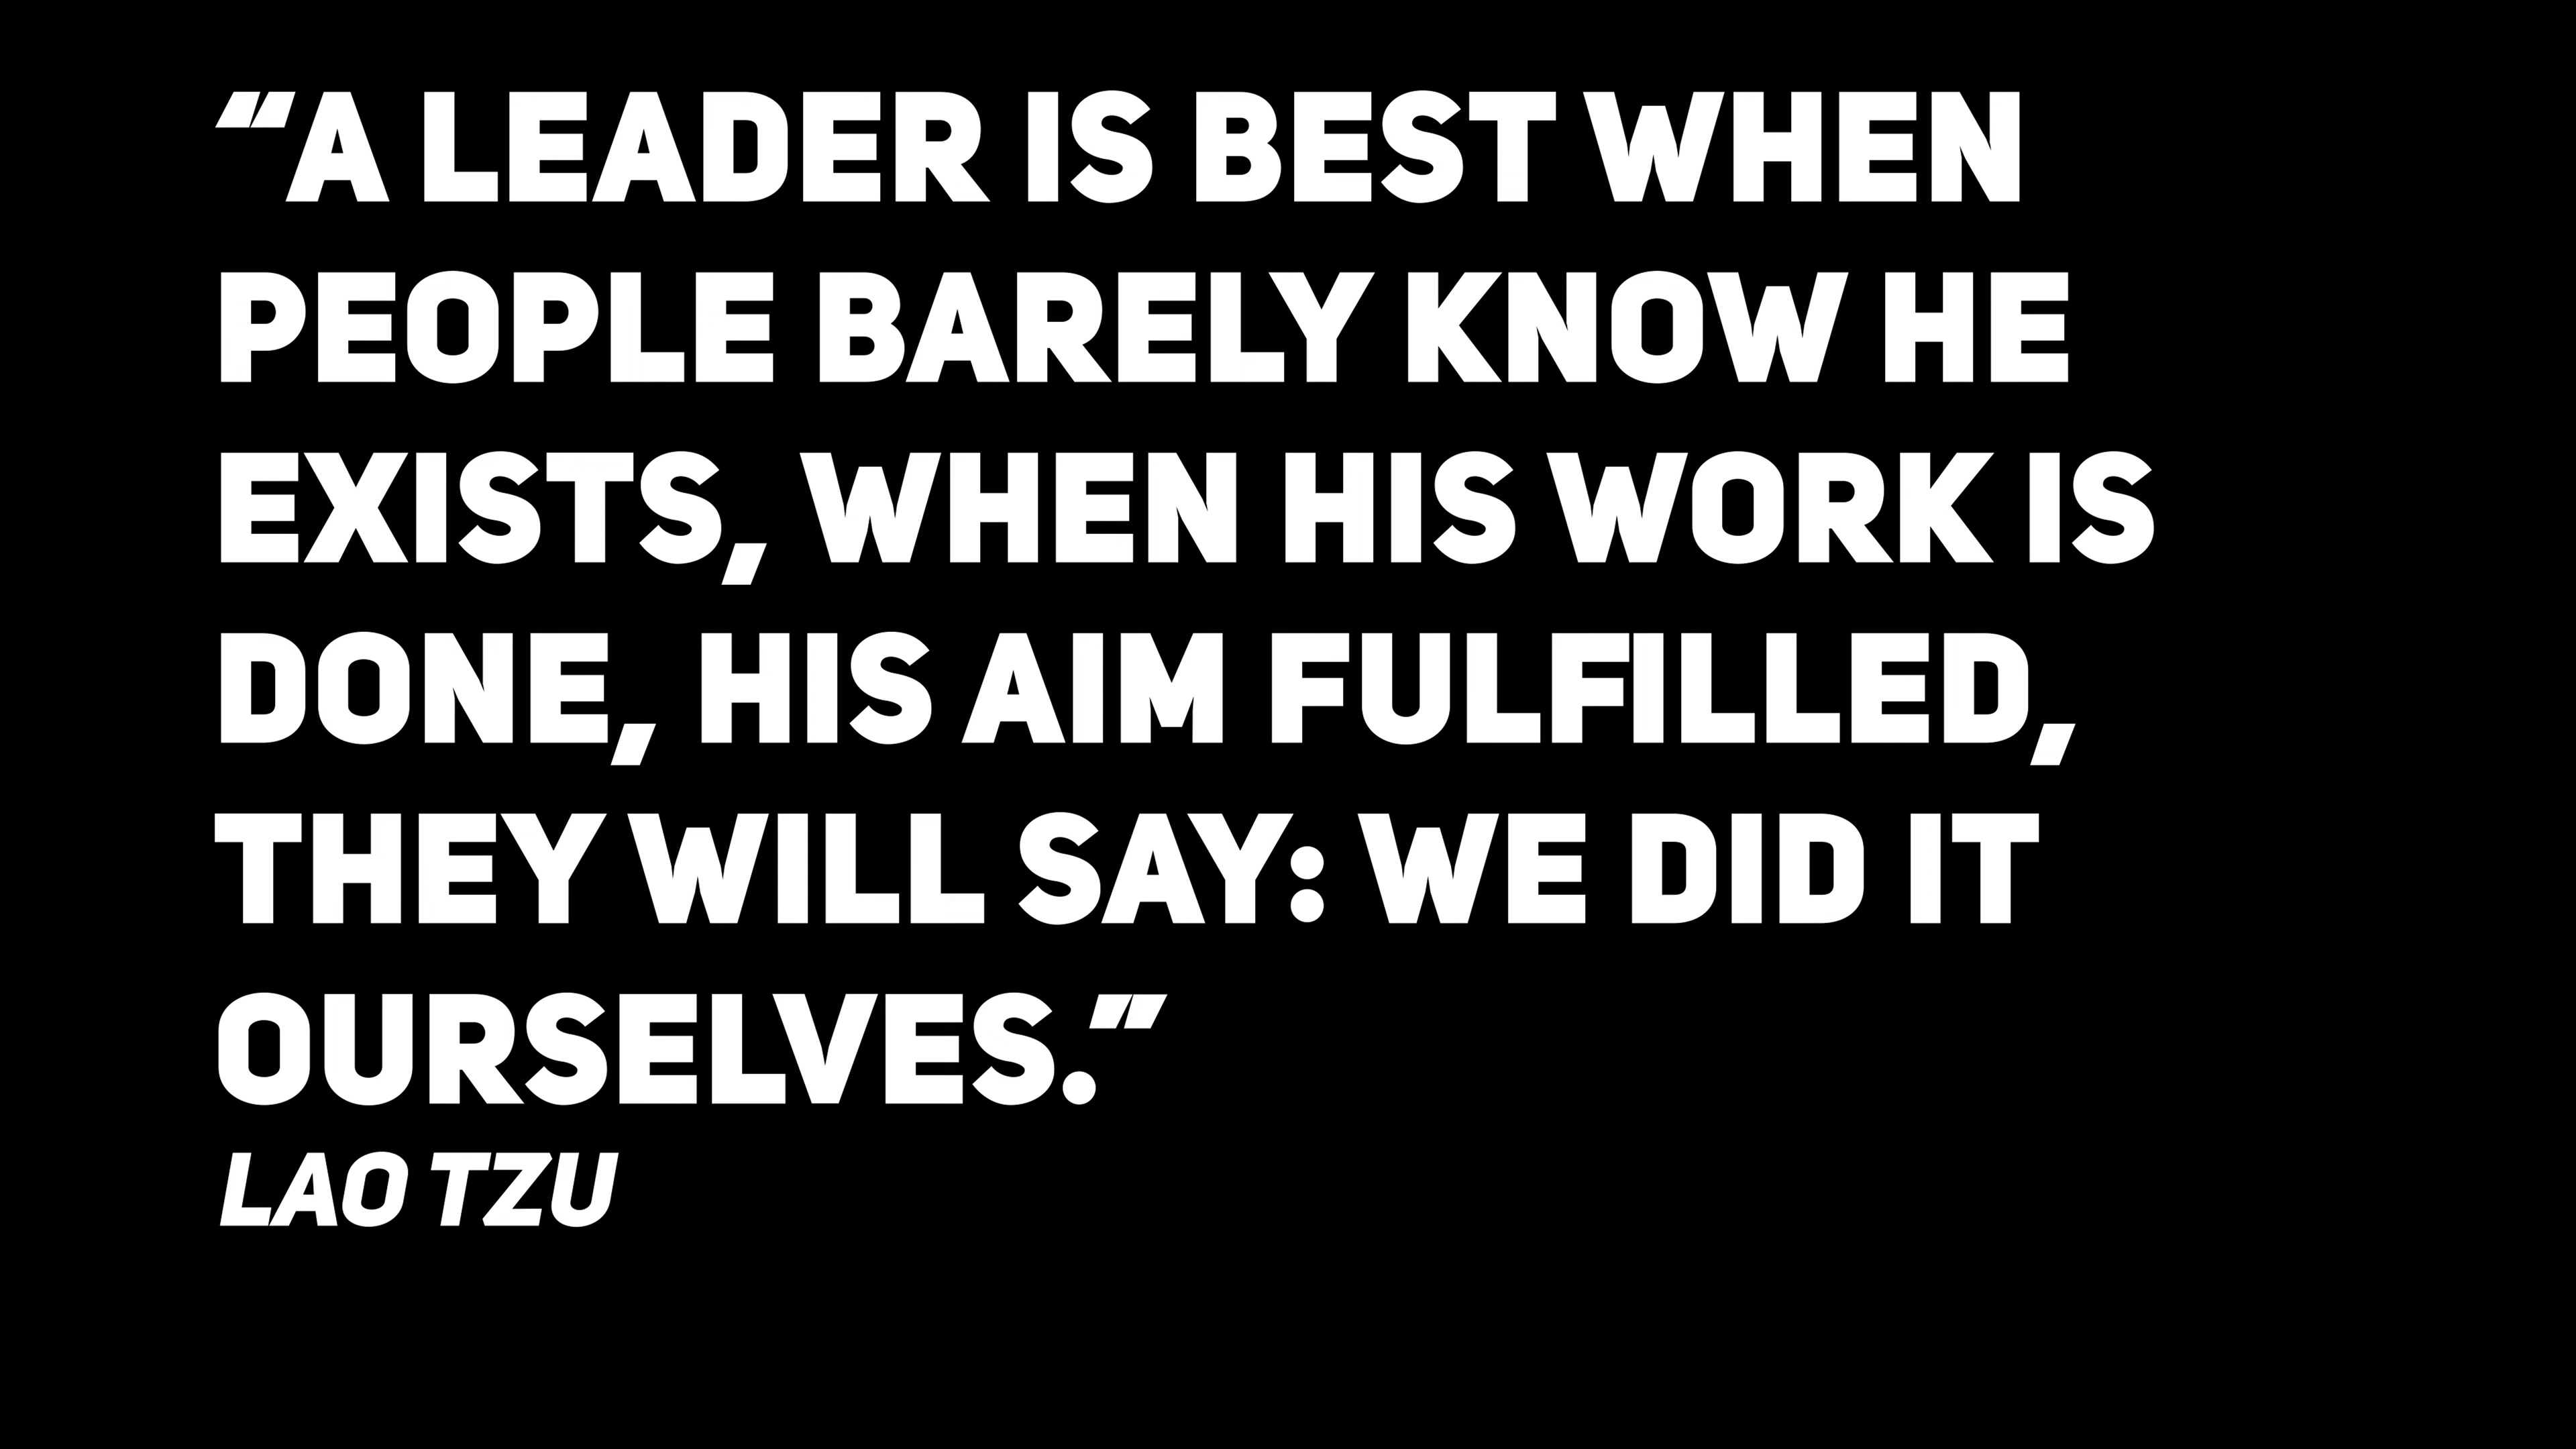 “A LEADER IS BEST WHEN
PEOPLE BARELY KNOW HE
EXISTS, WHEN HIS WORK IS
DONE, HIS AIM FULFILLED,
THEY WILL SAY: WE DID IT
OURSELVES.”
LAO TZU